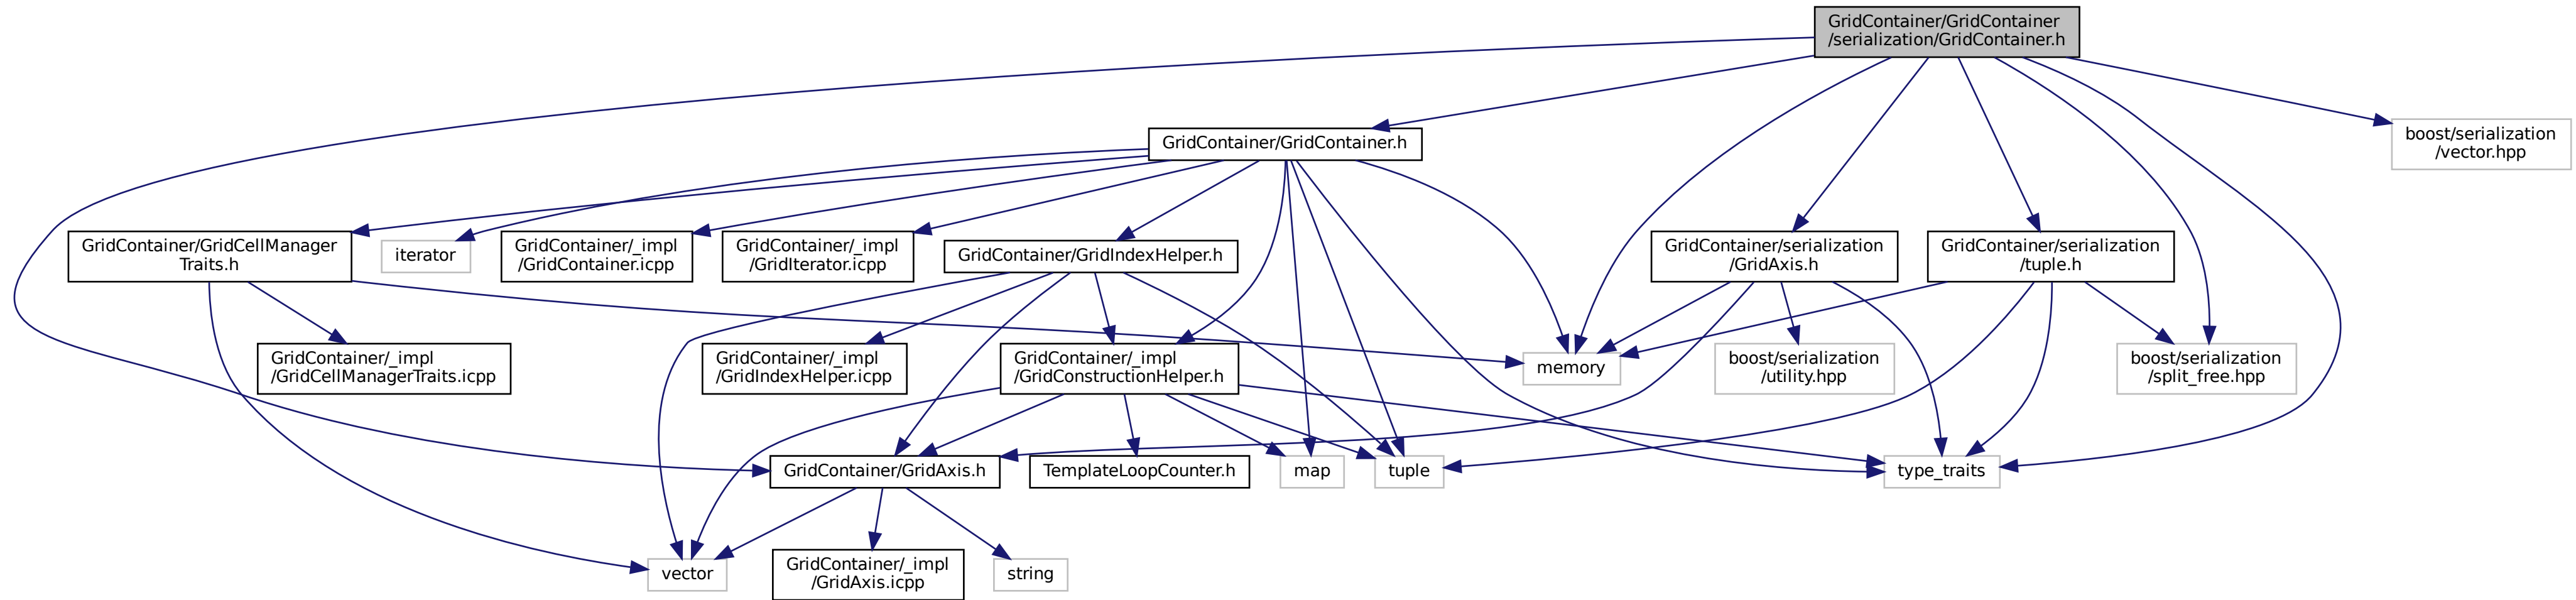 GridContainer/GridContainer
/serialization/GridContainer.h
boost/serialization
/vector.hpp
GridContainer/GridContainer.h
GridContainer/GridCellManager
Traits.h
iterator
GridContainer/_impl
/GridContainer.icpp
GridContainer/_impl
/GridIterator.icpp
GridContainer/GridIndexHelper.h
GridContainer/serialization
/GridAxis.h
GridContainer/serialization
/tuple.h
GridContainer/_impl
/GridCellManagerTraits.icpp
GridContainer/_impl
/GridIndexHelper.icpp
GridContainer/_impl
/GridConstructionHelper.h
memory
boost/serialization
/utility.hpp
boost/serialization
/split_free.hpp
GridContainer/GridAxis.h
TemplateLoopCounter.h
map
tuple
type_traits
vector
GridContainer/_impl
/GridAxis.icpp
string